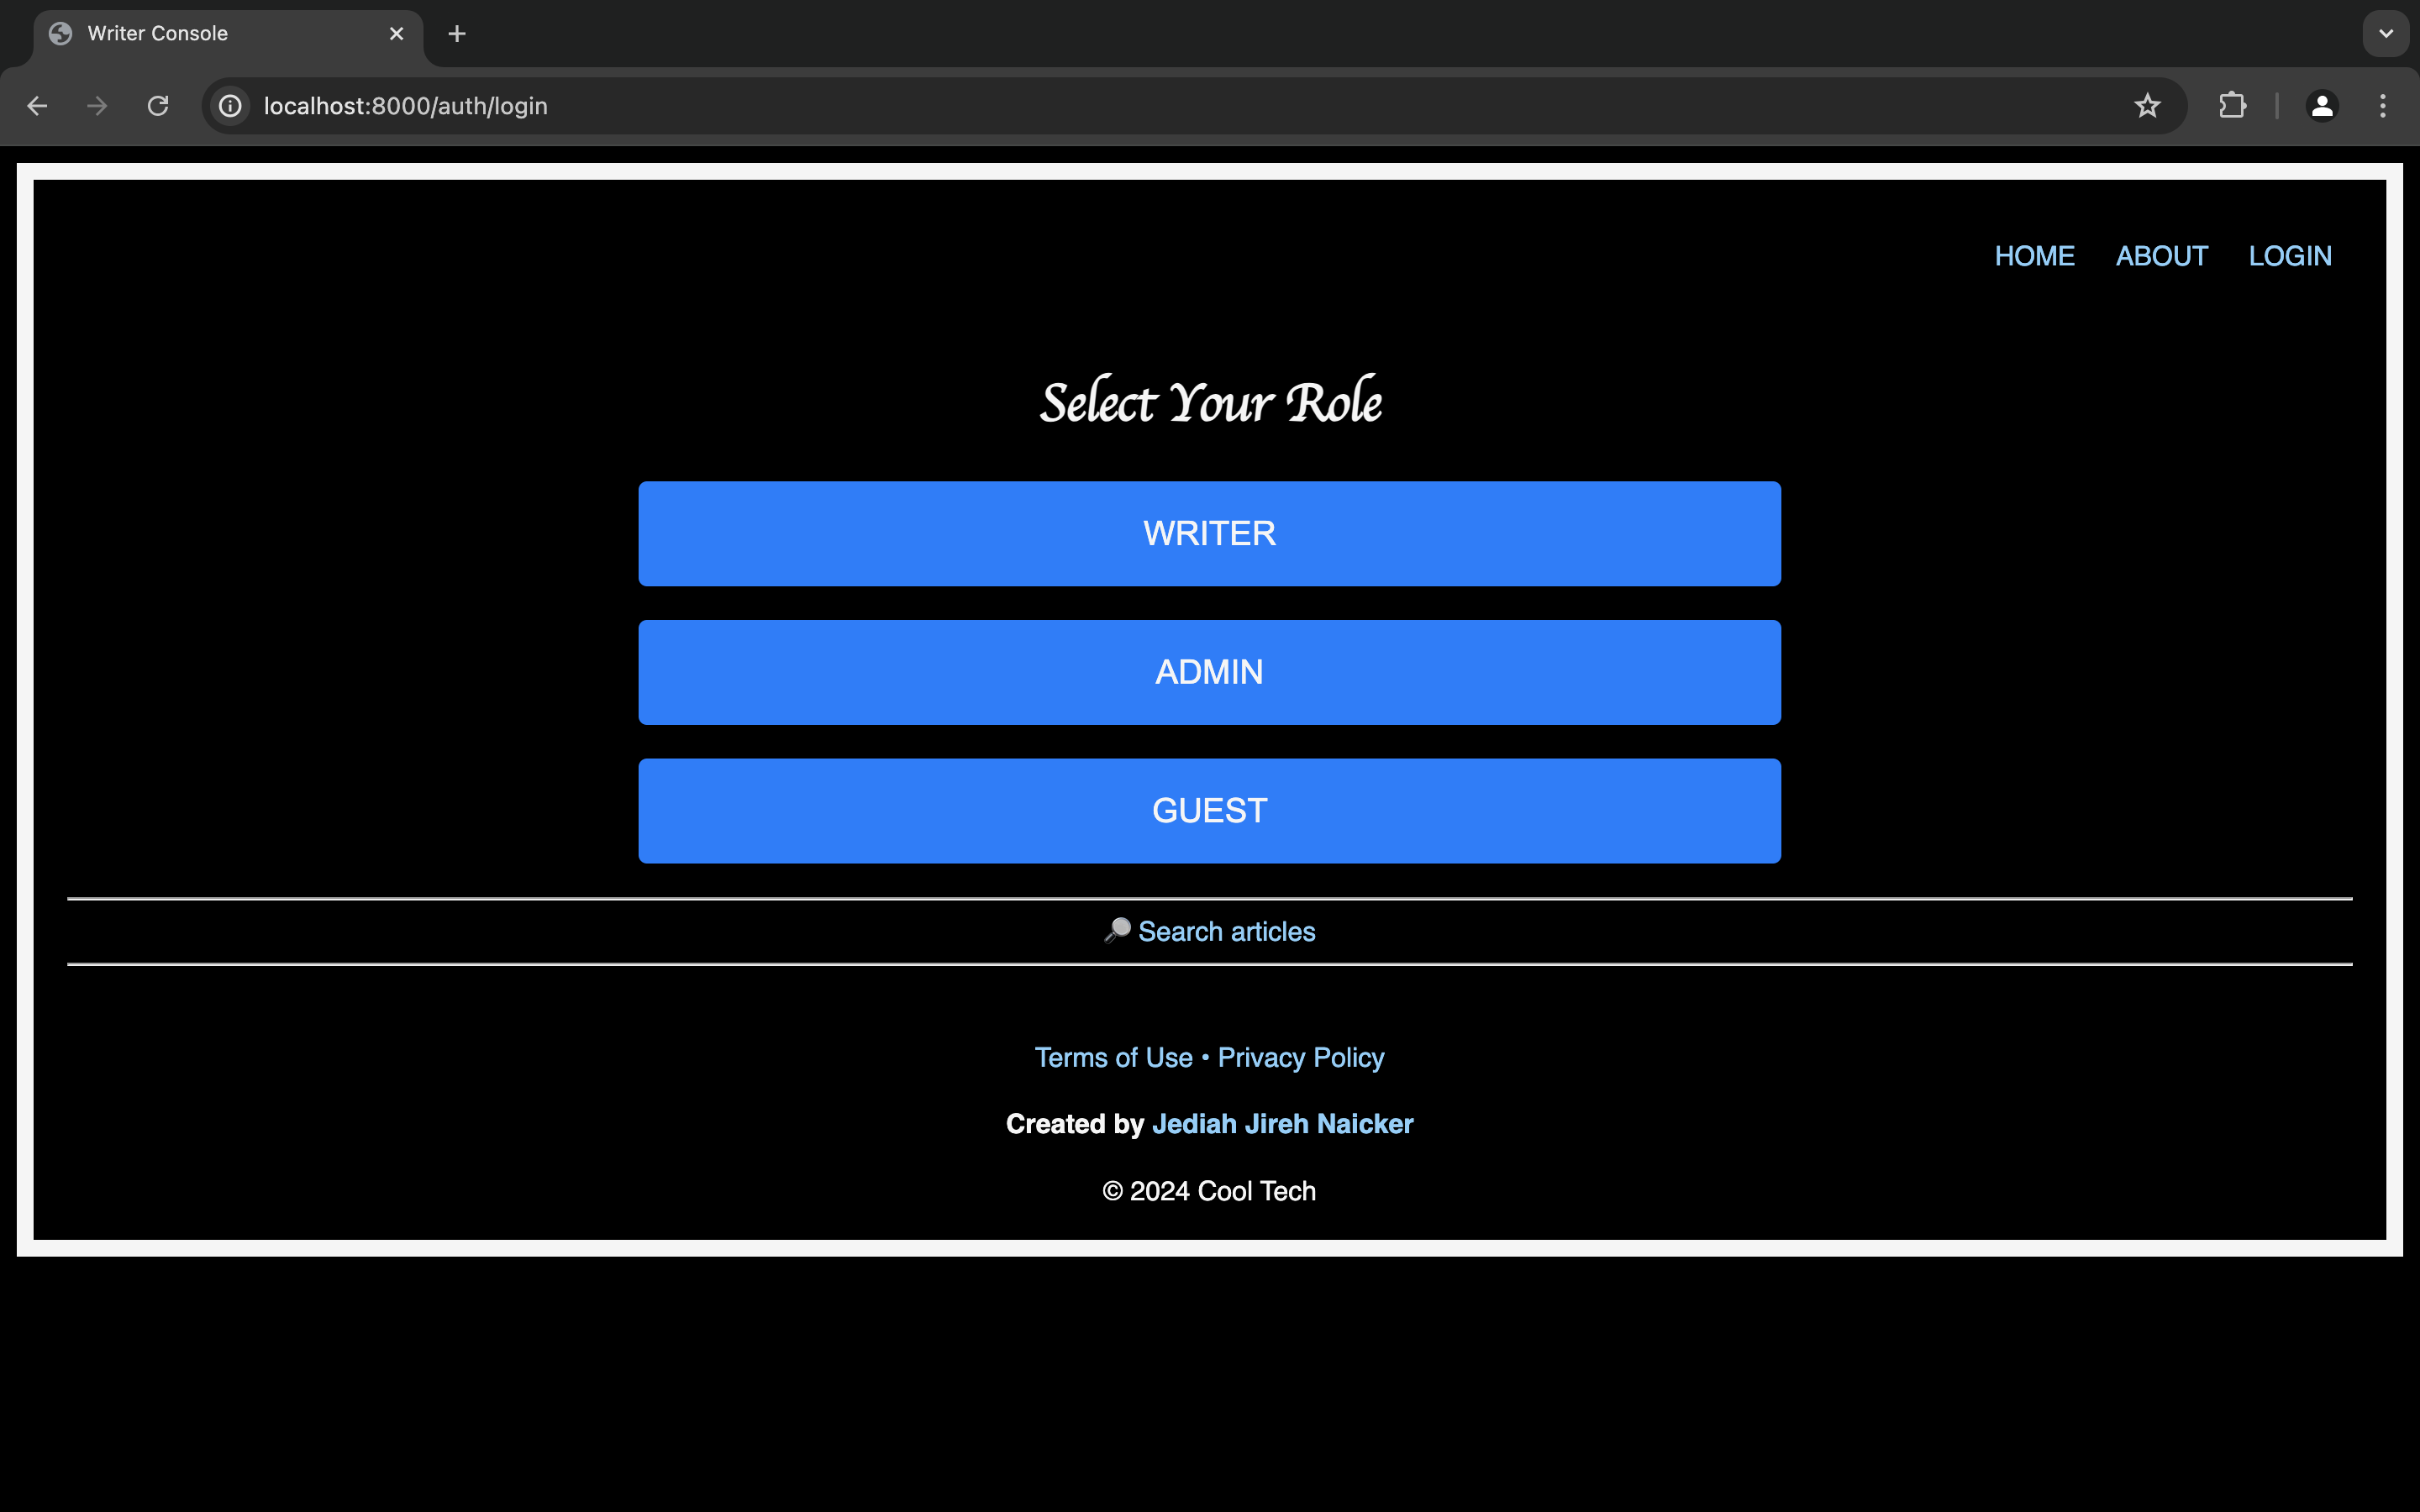 Writer Console
localhost:8000/auth/login
HOME ABOUT LOGIN
Select Your Role
WRITER
ADMIN
GUEST
🔎 Search articles
Terms of Use • Privacy Policy
Created by Jediah Jireh Naicker
© 2024 Cool Tech